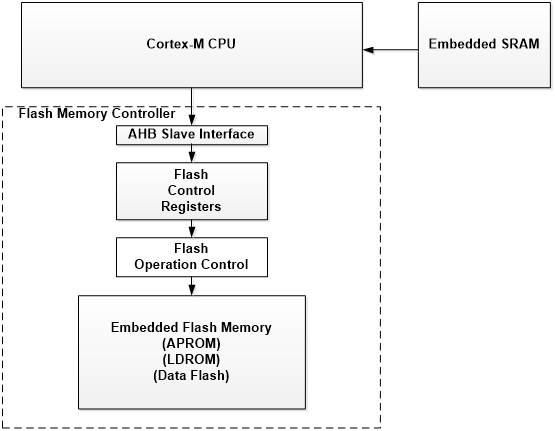 Cortex-M CPU
Embedded SRAM
Flash Memory Controller
AHB Slave Interface
Flash
Control
Registers
Flash
Operation Control
Embedded Flash Memory
(APROM)
(LDROM)
(Data Flash)